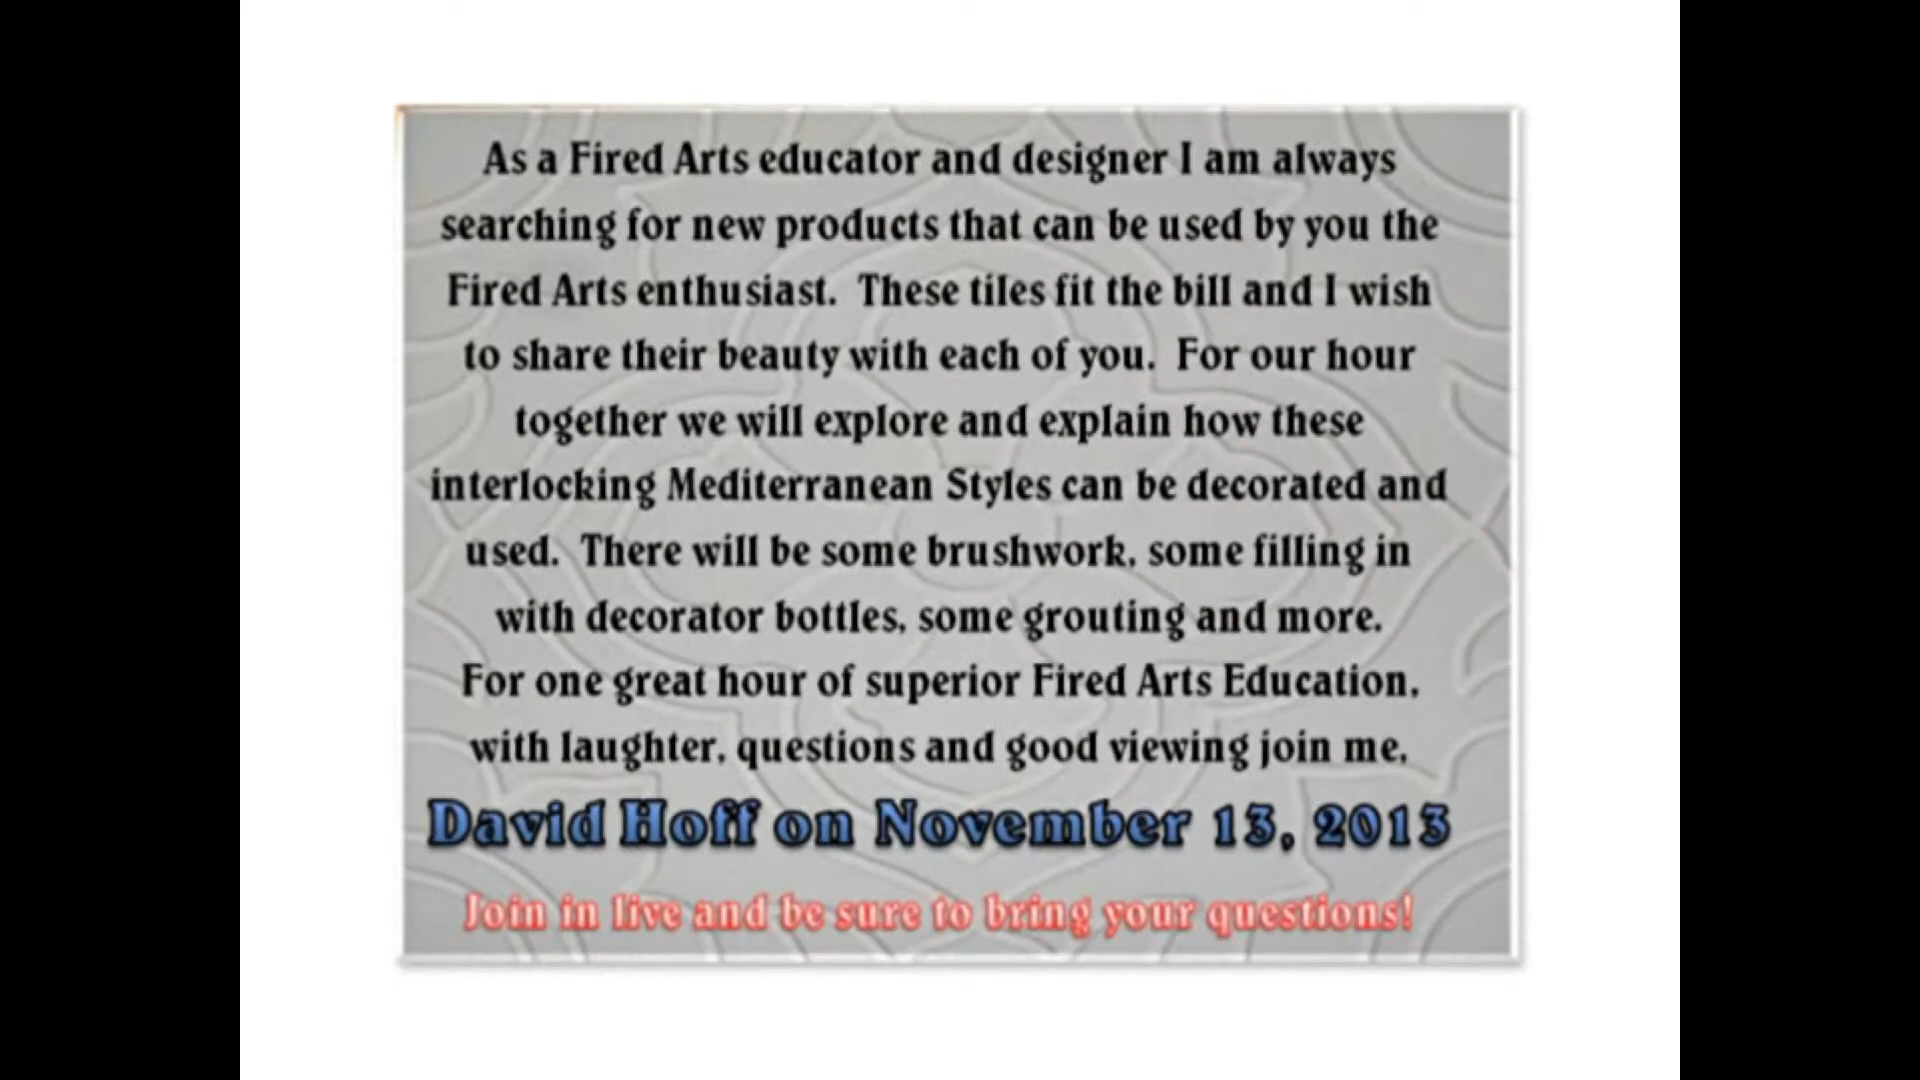 As a Fired Arts educator and designer I am always
searching for new products that can be used by you the
Fired Arts enthusiast.  These tiles fit the bill and I wish
to share their beauty with each of you.  For our hour
together we will explore and explain how these
interlocking Mediterranean Styles can be decorated and
used.  There will be some brushwork, some filling in
with decorator bottles, some grouting and more.
For one great hour of superior Fired Arts Education,
with laughter, questions and good viewing join me,
David Hoff on November 13, 2013
Join in live and be sure to bring your questions!